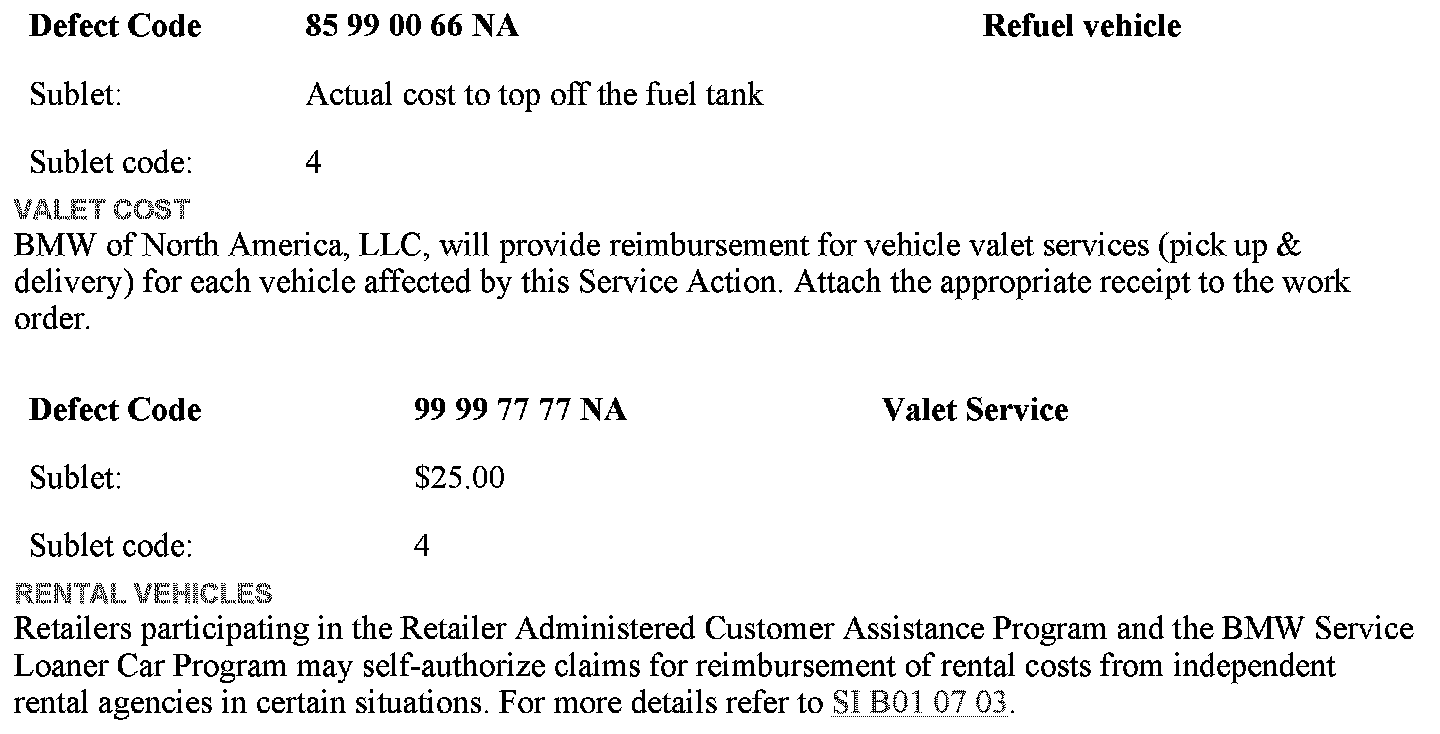 Defect Code 85 99 00 66 NA Refuel vehicle
Sublet: Actual cost to top off the fuel tank
Sublet code: 4
VALET COST
BMW of North America, LLC, will provide reimbursement for vehicle valet services (pick up &
delivery) for each vehicle affected by this Service Action. Attach the appropriate receipt to the work
order.
Defect Code 99 99 77 77 NA Valet Service
Sublet: $25.00
Sublet code: 4
RENTAL VEHICLES
Retailers participating in the Retailer Administered Customer Assistance Program and the BMW Service
Loaner Car Program may self-authorize claims for reimbursement of rental costs from independent
rental agencies in certain situations. For more details refer to SI B01 07 03.